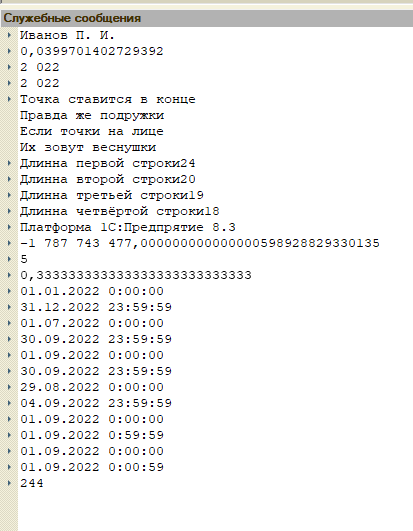 Служебные сообщения
Иванов П. И.
0,0399701402729392
2 022
2 022
Точка ставится в конце
Правда же подружки
Если точки на лице
Их зовут веснушки
Длинна первой строки24
Длинна второй строки20
Длинна третьей строки19
Длинна четвёртой строки18
Платформа 1С:Предпрятие 8.3
-1 787 743 477,0000000000000000598928829330135
5
0,333333333333333333333333333
01.01.2022 0:00:00
31.12.2022 23:59:59
01.07.2022 0:00:00
30.09.2022 23:59:59
01.09.2022 0:00:00
30.09.2022 23:59:59
29.08.2022 0:00:00
04.09.2022 23:59:59
01.09.2022 0:00:00
01.09.2022 0:59:59
01.09.2022 0:00:00
01.09.2022 0:00:59
244